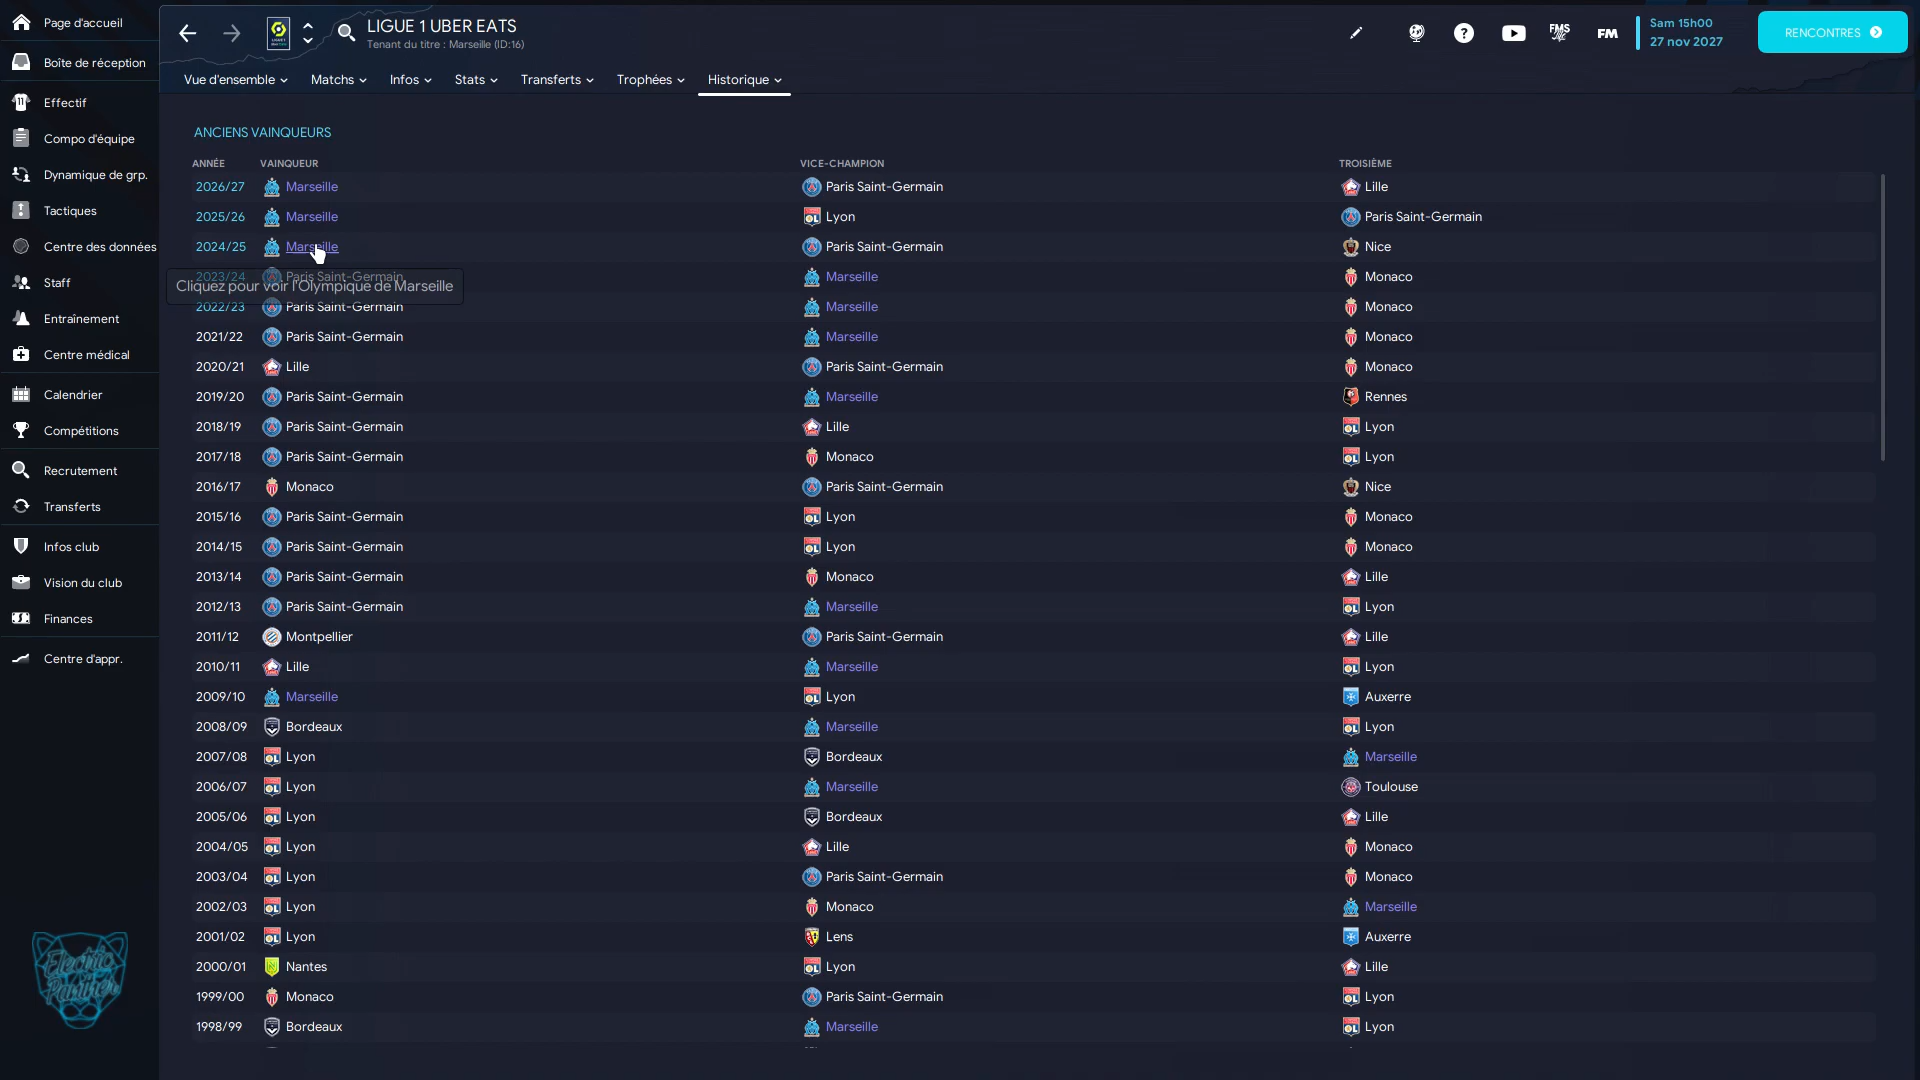 Page d'accueil
Boîte de réception
Effectif
Compo d'équipe
Dynamique de grp.
Tactiques
Centre des données
Staff
Entraînement
Centre médical
Calendrier
Compétitions
Recrutement
Transferts
Infos club
Vision du club
Finances
Centre d'appr.
Electric Panther
LIGUE 1 UBER EATS
Tenant du titre : Marseille (ID:16)
FMS
FM
Sam 15h00
27 nov 2027
RENCONTRES
Vue d'ensemble Matchs Infos Stats Transferts Trophées Historique
ANCIENS VAINQUEURS
ANNÉE VAINQUEUR VICE-CHAMPION TROISIÈME
2026/27 Marseille Paris Saint-Germain Lille
2025/26 Marseille Lyon Paris Saint-Germain
2024/25 Marseille Paris Saint-Germain Nice
2023/24 Paris Saint-Germain Marseille Monaco
Cliquez pour voir l'Olympique de Marseille
2022/23 Paris Saint-Germain Marseille Monaco
2021/22 Paris Saint-Germain Marseille Monaco
2020/21 Lille Paris Saint-Germain Monaco
2019/20 Paris Saint-Germain Marseille Rennes
2018/19 Paris Saint-Germain Lille Lyon
2017/18 Paris Saint-Germain Monaco Lyon
2016/17 Monaco Paris Saint-Germain Nice
2015/16 Paris Saint-Germain Lyon Monaco
2014/15 Paris Saint-Germain Lyon Monaco
2013/14 Paris Saint-Germain Monaco Lille
2012/13 Paris Saint-Germain Marseille Lyon
2011/12 Montpellier Paris Saint-Germain Lille
2010/11 Lille Marseille Lyon
2009/10 Marseille Lyon Auxerre
2008/09 Bordeaux Marseille Lyon
2007/08 Lyon Bordeaux Marseille
2006/07 Lyon Marseille Toulouse
2005/06 Lyon Bordeaux Lille
2004/05 Lyon Lille Monaco
2003/04 Lyon Paris Saint-Germain Monaco
2002/03 Lyon Monaco Marseille
2001/02 Lyon Lens Auxerre
2000/01 Nantes Lyon Lille
1999/00 Monaco Paris Saint-Germain Lyon
1998/99 Bordeaux Marseille Lyon